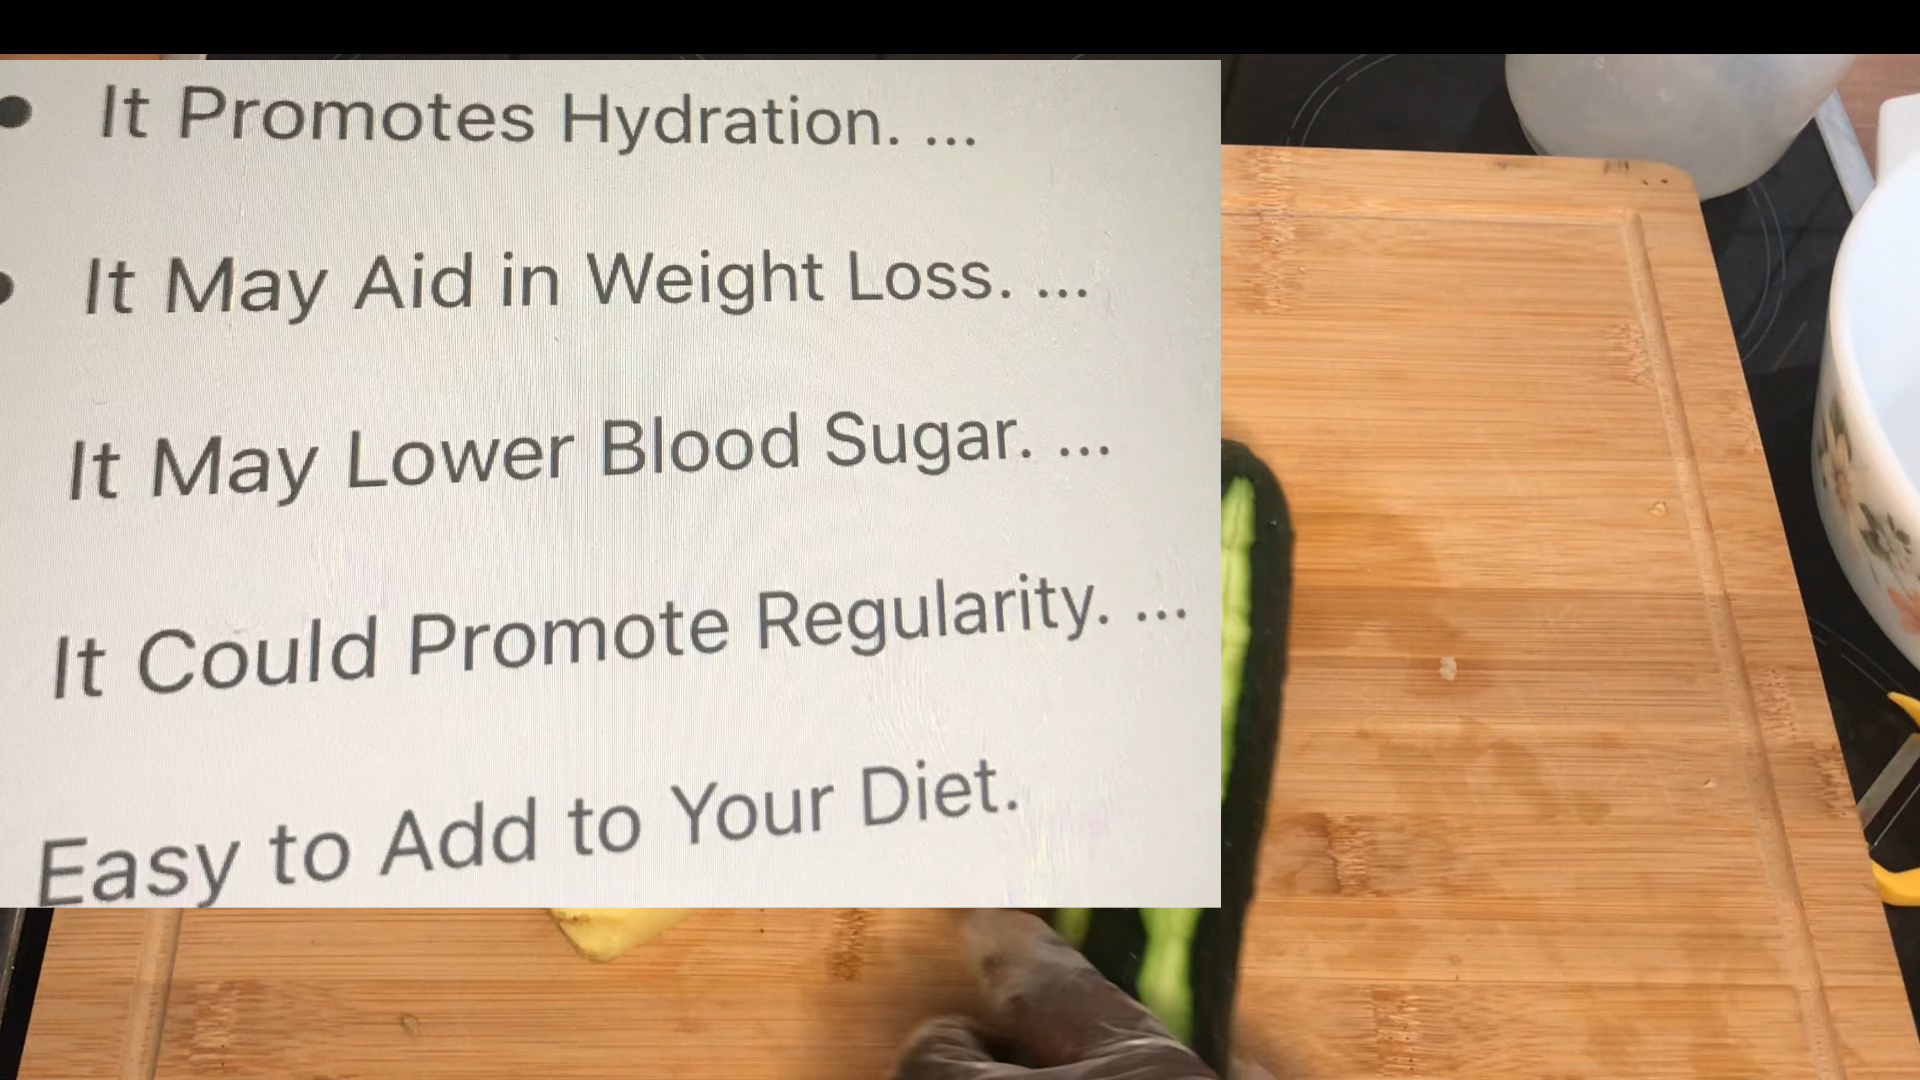 It Promotes Hydration. ...
It May Aid in Weight Loss. ...
It May Lower Blood Sugar. ...
It Could Promote Regularity. ...
Easy to Add to Your Diet.